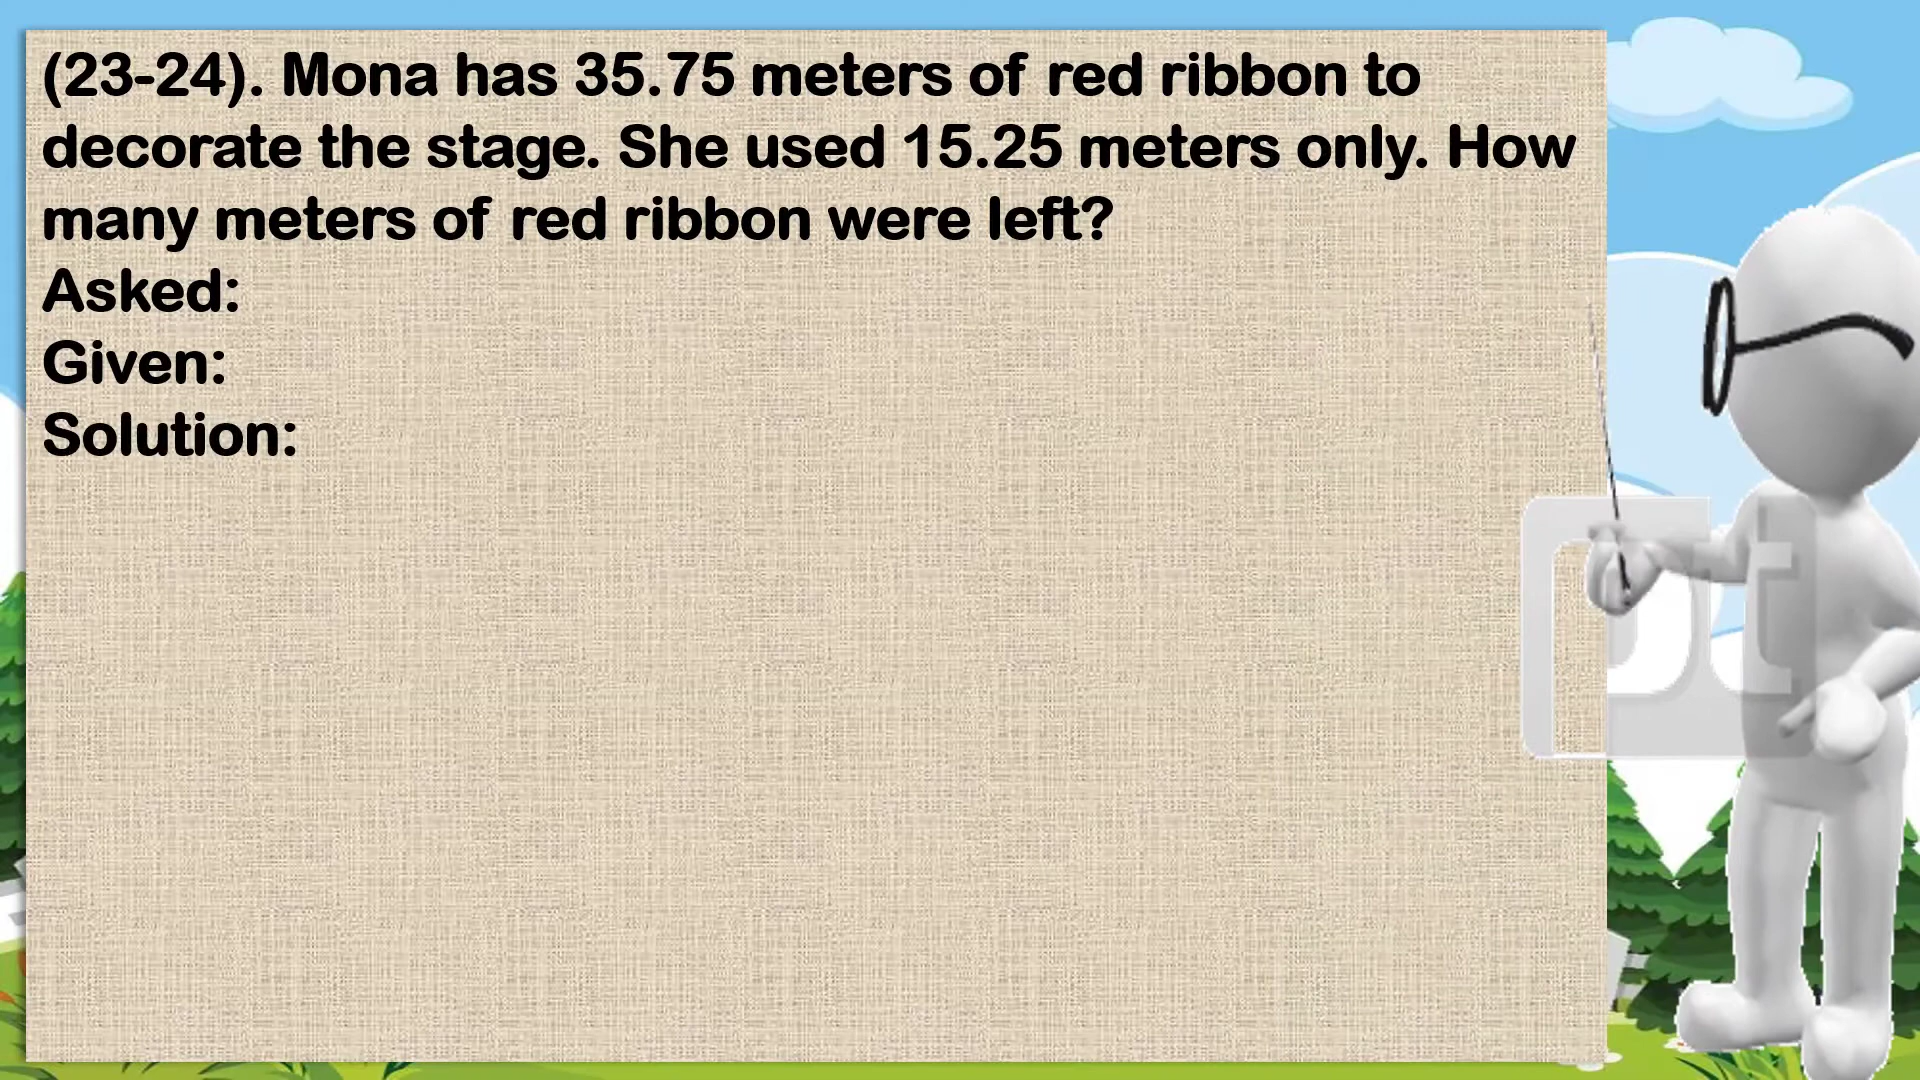 (23-24). Mona has 35.75 meters of red ribbon to
decorate the stage. She used 15.25 meters only. How
many meters of red ribbon were left?
Asked:
Given:
Solution: